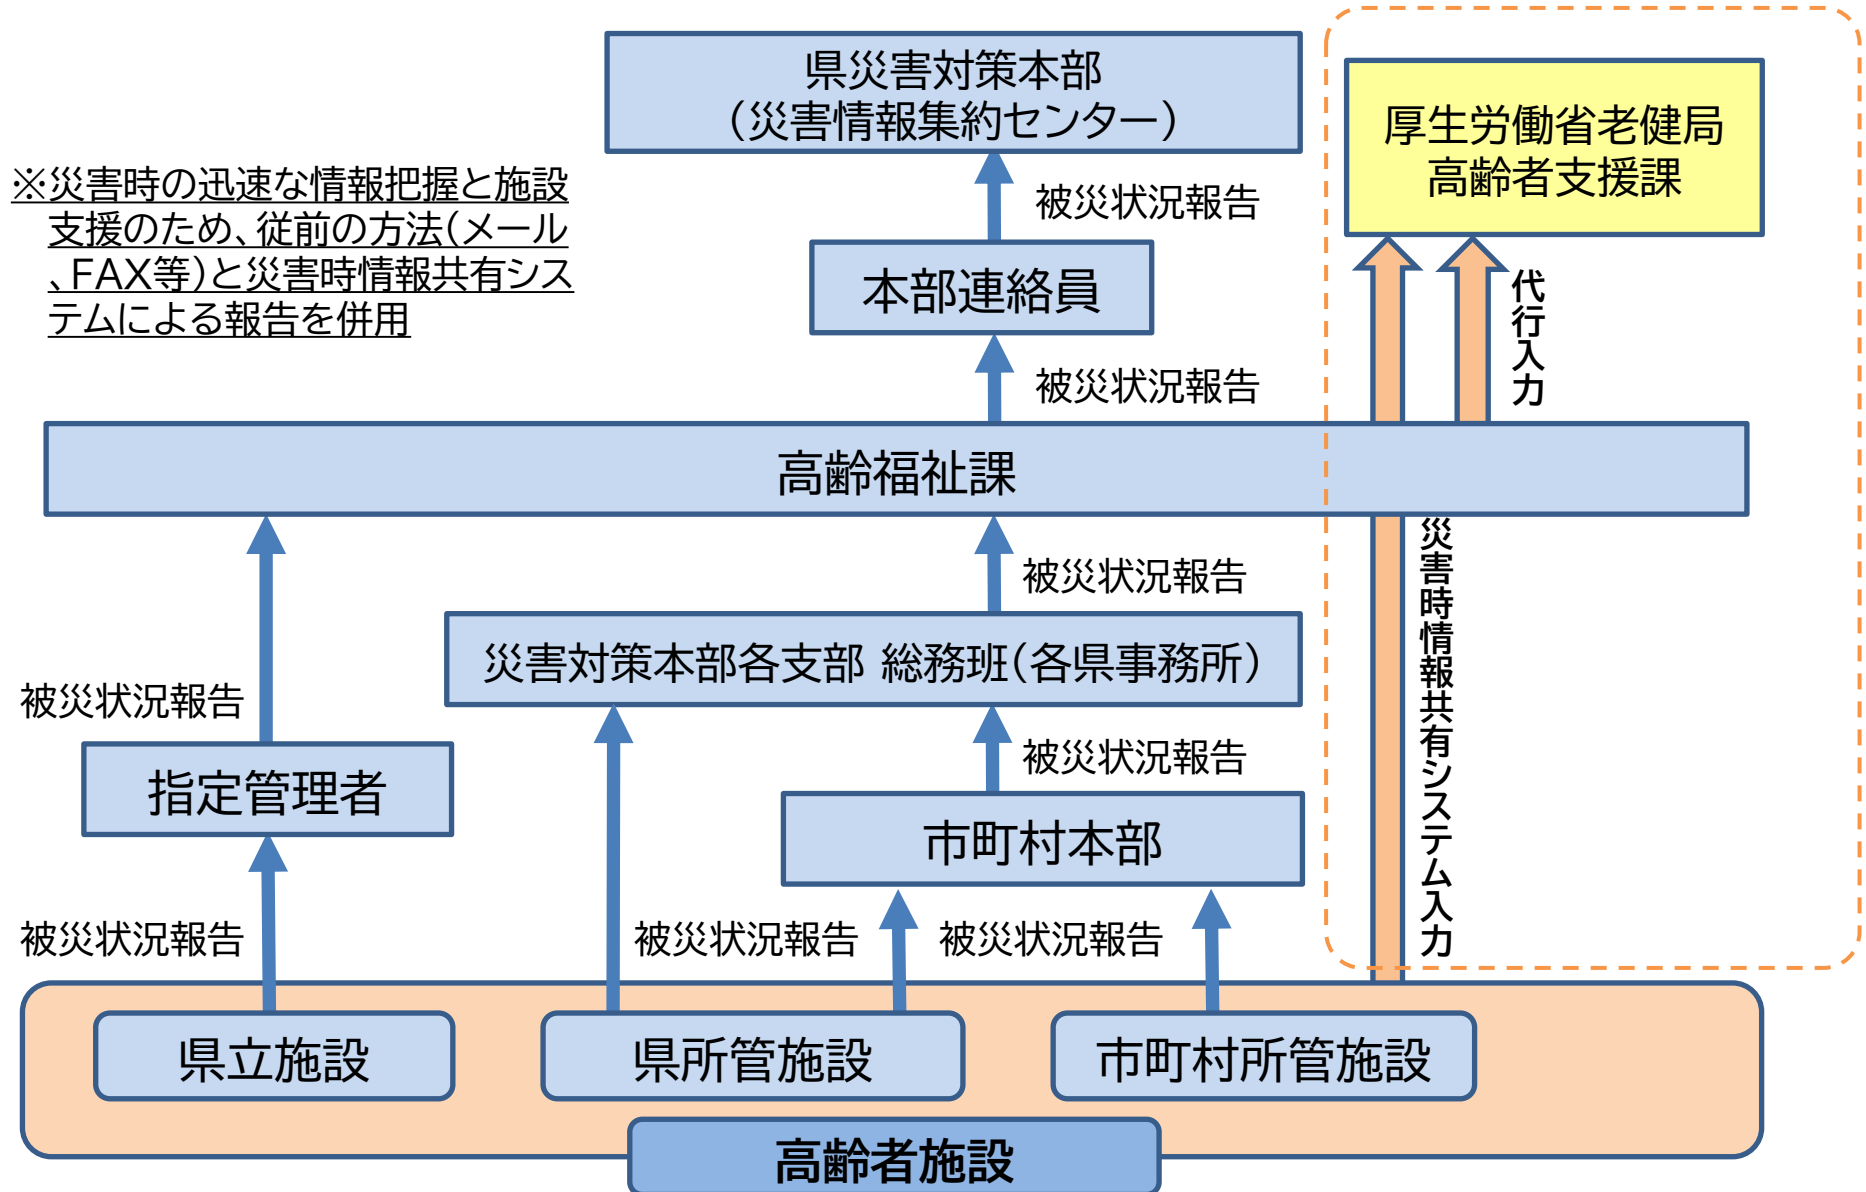 県災害対策本部
（災害情報集約センター）
厚生労働省老健局
高齢者支援課
※災害時の迅速な情報把握と施設
支援のため、従前の方法（メール
、FAX等）と災害時情報共有シス
テムによる報告を併用
被災状況報告
本部連絡員
代行入力
被災状況報告
高齢福祉課
災害時情報共有システム入力
被災状況報告
災害対策本部各支部 総務班（各県事務所）
被災状況報告
被災状況報告
指定管理者
市町村本部
被災状況報告
被災状況報告
被災状況報告
県立施設
県所管施設
市町村所管施設
高齢者施設